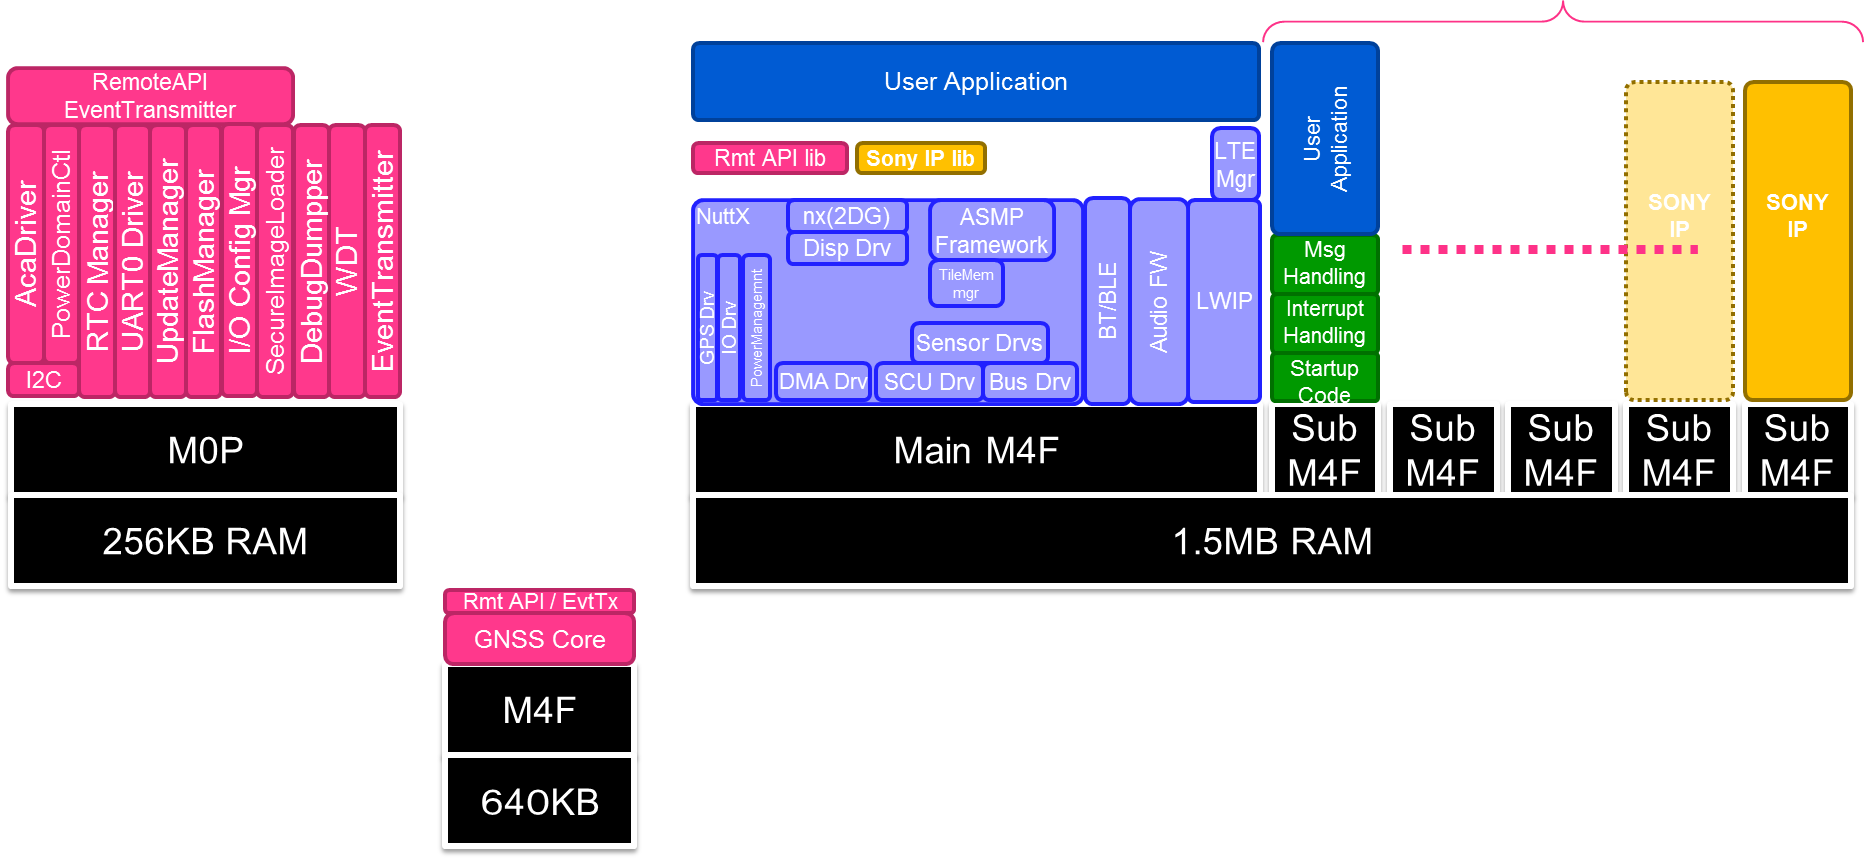 RemoteAPI
EventTransmitter
AcaDriver
PowerDomainCtl
RTC Manager
UART0 Driver
UpdateManager
FlashManager
I/O Config Mgr
SecureImageLoader
DebugDumpper
WDT
EventTransmitter
I2C
M0P
256KB RAM
Rmt API / EvtTx
GNSS Core
M4F
640KB
User Application
Rmt API lib
Sony IP lib
LTE
Mgr
NuttX
nx(2DG)
Disp Drv
ASMP
Framework
TileMem
mgr
GPS Drv
IO Drv
PowerManagemnt
Sensor Drvs
DMA Drv
SCU Drv
Bus Drv
BT/BLE
Audio FW
LWIP
User
Application
Msg
Handling
Interrupt
Handling
Startup
Code
SONY
IP
SONY
IP
Main M4F
Sub
M4F
Sub
M4F
Sub
M4F
Sub
M4F
Sub
M4F
1.5MB RAM